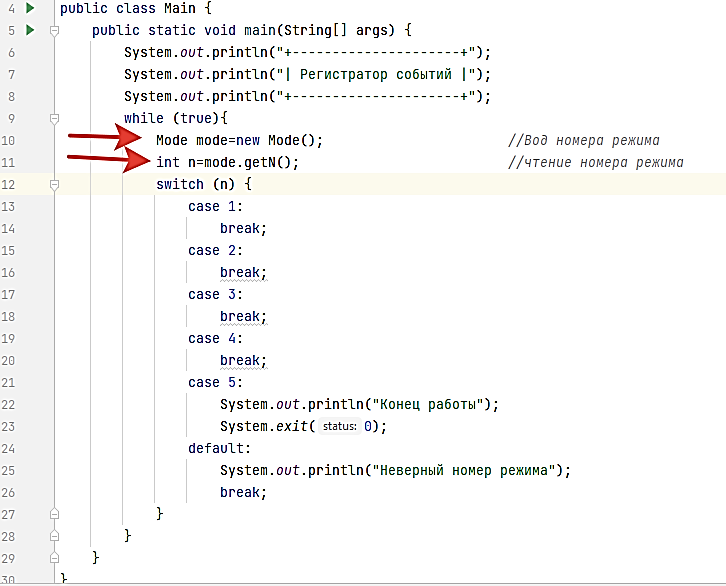 4 public class Main {
5 public static void main(String[] args) {
6 System.out.println("+---------------------+");
7 System.out.println("| Регистратор событий |");
8 System.out.println("+---------------------+");
9 while (true){
10 Mode mode=new Mode(); //Вод номера режима
11 int n=mode.getN(); //чтение номера режима
12 switch (n) {
13 case 1:
14 break;
15 case 2:
16 break;
17 case 3:
18 break;
19 case 4:
20 break;
21 case 5:
22 System.out.println("Конец работы");
23 System.exit( status: 0);
24 default:
25 System.out.println("Неверный номер режима");
26 break;
27 }
28 }
29 }
30 }